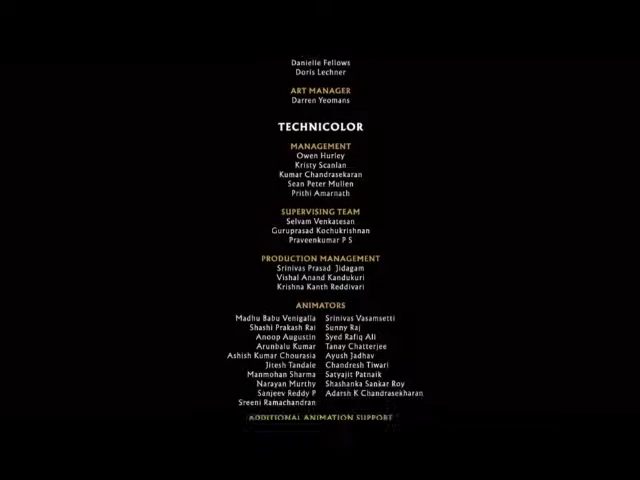 Danielle Fellows
Doris Lechner
ART MANAGER
Darren Yeomans
TECHNICOLOR
MANAGEMENT
Owen Hurley
Kristy Scanlan
Kumar Chandrasekaran
Sean Peter Mullen
Prithi Amarnath
SUPERVISING TEAM
Selvam Venkatesan
Guruprasad Kochukrishnan
Praveenkumar P S
PRODUCTION MANAGEMENT
Srinivas Prasad Jidagam
Vishal Anand Kandukuri
Krishna Kanth Reddivari
ANIMATORS
Madhu Babu Venigalla Srinivas Vasamsetti
Shashi Prakash Rai Sunny Raj
Anoop Augustin Syed Rafiq Ali
Arunbalu Kumar Tanay Chatterjee
Ashish Kumar Chourasia Ayush Jadhav
Jitesh Tandale Chandresh Tiwari
Manmohan Sharma Satyajit Patnaik
Narayan Murthy Shashanka Sankar Roy
Sanjeev Reddy P Adarsh K Chandrasekharan
Sreeni Ramachandran
ADDITIONAL ANIMATION SUPPORT